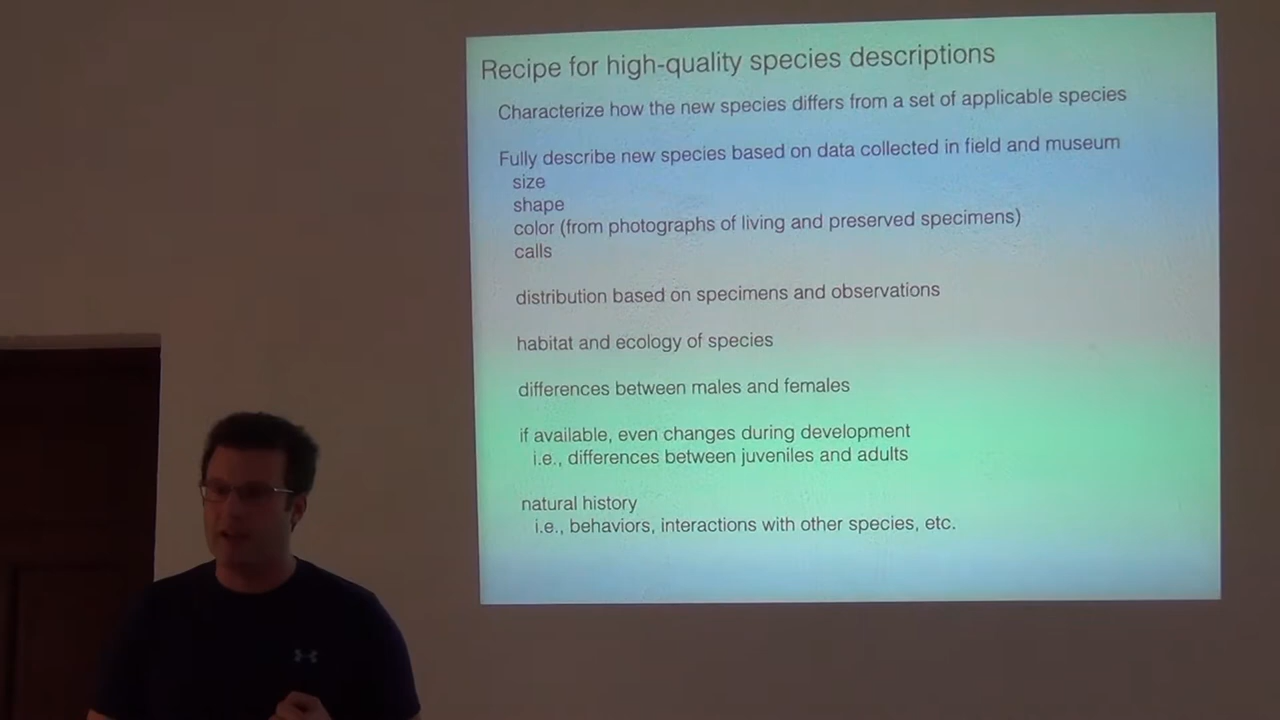 Recipe for high-quality species descriptions
Characterize how the new species differs from a set of applicable species
Fully describe new species based on data collected in field and museum
size
shape
color (from photographs of living and preserved specimens)
calls
distribution based on specimens and observations
habitat and ecology of species
differences between males and females
if available, even changes during development
i.e., differences between juveniles and adults
natural history
i.e., behaviors, interactions with other species, etc.